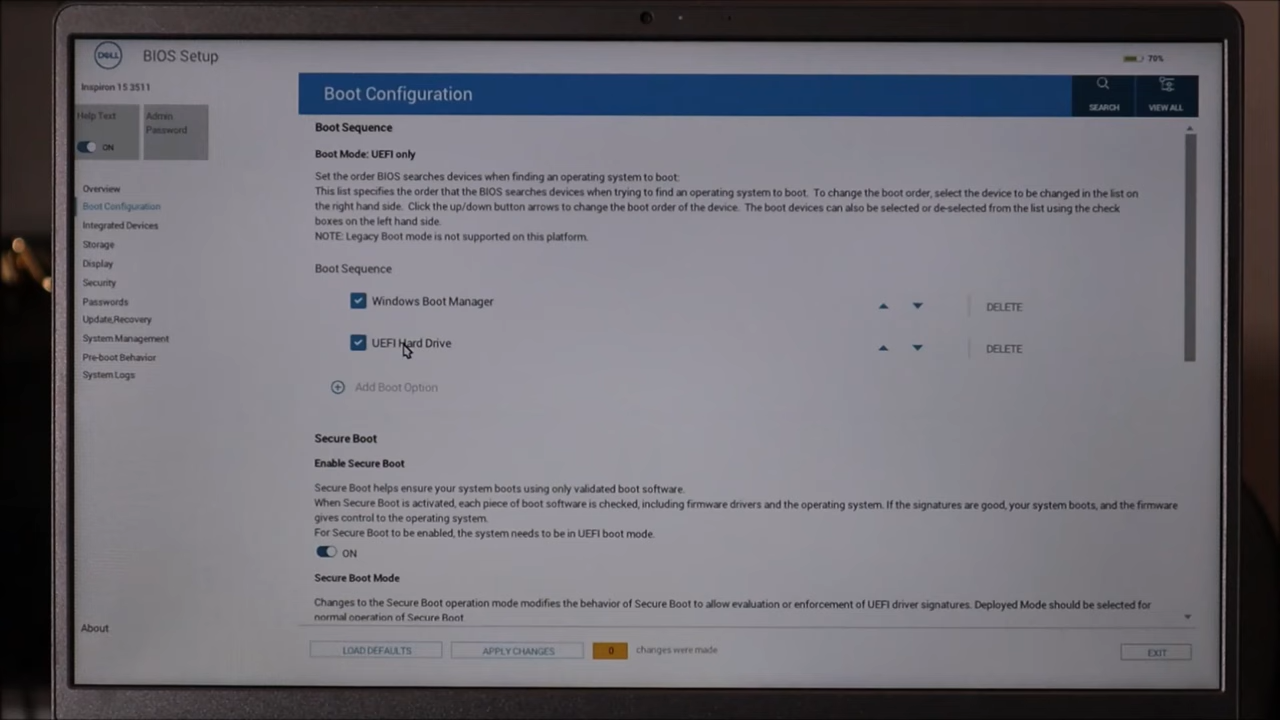 DELL
BIOS Setup
70%
Inspiron 15 3511
Help Text
ON
Admin
Password
Overview
Boot Configuration
Integrated Devices
Storage
Display
Security
Passwords
Update,Recovery
System Management
Pre-boot Behavior
System Logs
About
Boot Configuration
SEARCH
VIEW ALL
Boot Sequence
Boot Mode: UEFI only
Set the order BIOS searches devices when finding an operating system to boot:
This list specifies the order that the BIOS searches devices when trying to find an operating system to boot. To change the boot order, select the device to be changed in the list on
the right hand side. Click the up/down button arrows to change the boot order of the device. The boot devices can also be selected or de-selected from the list using the check
boxes on the left hand side.
NOTE: Legacy Boot mode is not supported on this platform.
Boot Sequence
Windows Boot Manager
DELETE
UEFI Hard Drive
DELETE
Add Boot Option
Secure Boot
Enable Secure Boot
Secure Boot helps ensure your system boots using only validated boot software.
When Secure Boot is activated, each piece of boot software is checked, including firmware drivers and the operating system. If the signatures are good, your system boots, and the firmware
gives control to the operating system.
For Secure Boot to be enabled, the system needs to be in UEFI boot mode.
ON
Secure Boot Mode
Changes to the Secure Boot operation mode modifies the behavior of Secure Boot to allow evaluation or enforcement of UEFI driver signatures. Deployed Mode should be selected for
normal operation of Secure Boot.
LOAD DEFAULTS
APPLY CHANGES
0
changes were made
EXIT